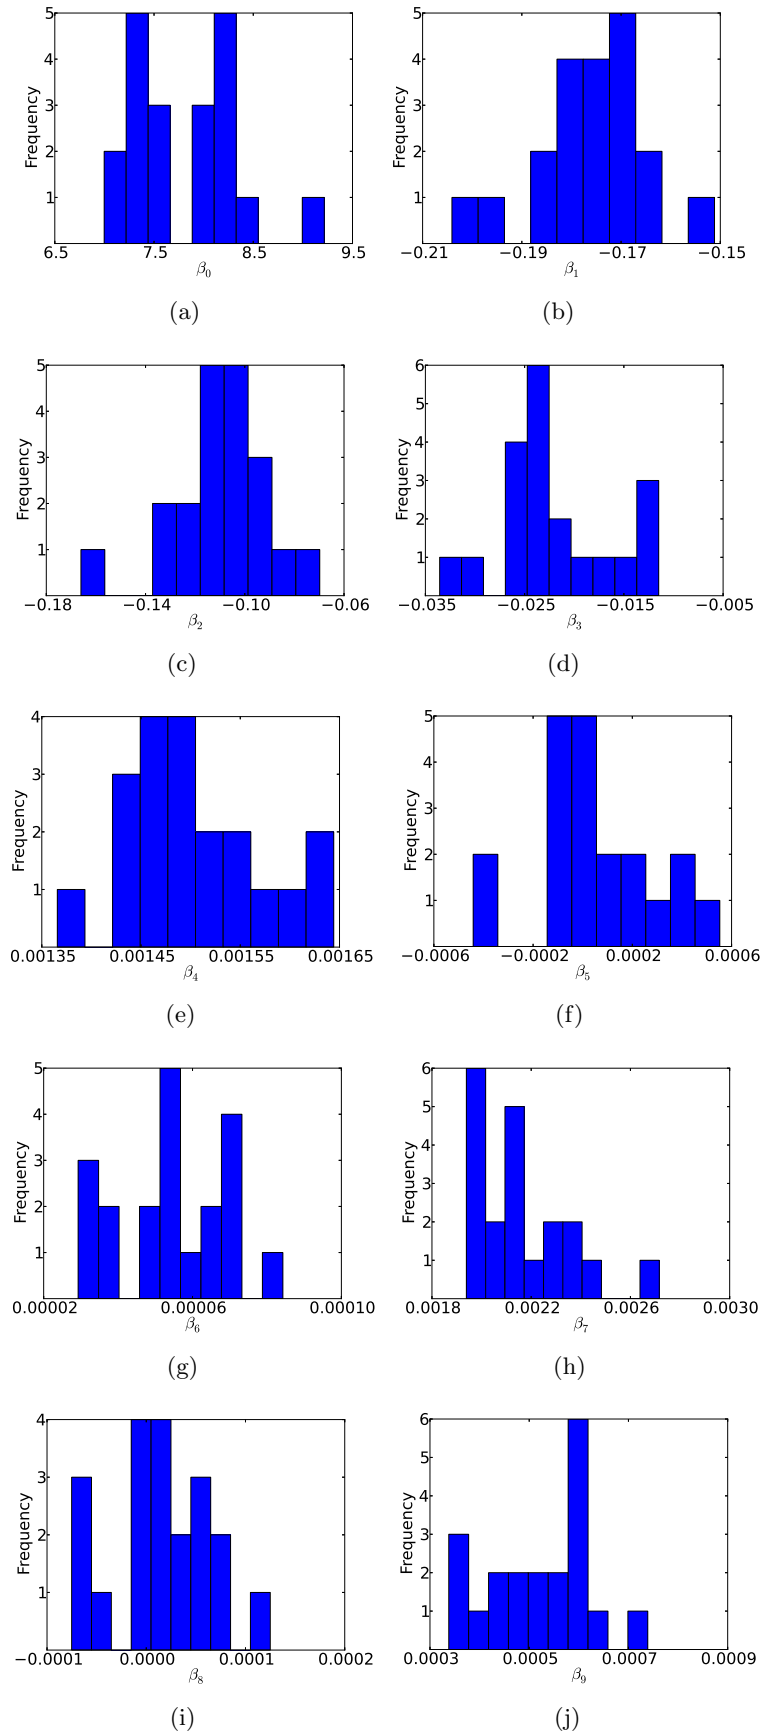 5
4
3
2
1
Frequency
6.5 7.5 8.5 9.5
β0
(a)
5
4
3
2
1
Frequency
−0.21 −0.19 −0.17 −0.15
β1
(b)
5
4
3
2
1
Frequency
−0.18 −0.14 −0.10 −0.06
β2
(c)
6
5
4
3
2
1
Frequency
−0.035 −0.025 −0.015 −0.005
β3
(d)
4
3
2
1
Frequency
0.00135 0.00145 0.00155 0.00165
β4
(e)
5
4
3
2
1
Frequency
−0.0006 −0.0002 0.0002 0.0006
β5
(f)
5
4
3
2
1
Frequency
0.00002 0.00006 0.00010
β6
(g)
6
5
4
3
2
1
Frequency
0.0018 0.0022 0.0026 0.0030
β7
(h)
4
3
2
1
Frequency
−0.0001 0.0000 0.0001 0.0002
β8
(i)
6
5
4
3
2
1
Frequency
0.0003 0.0005 0.0007 0.0009
β9
(j)